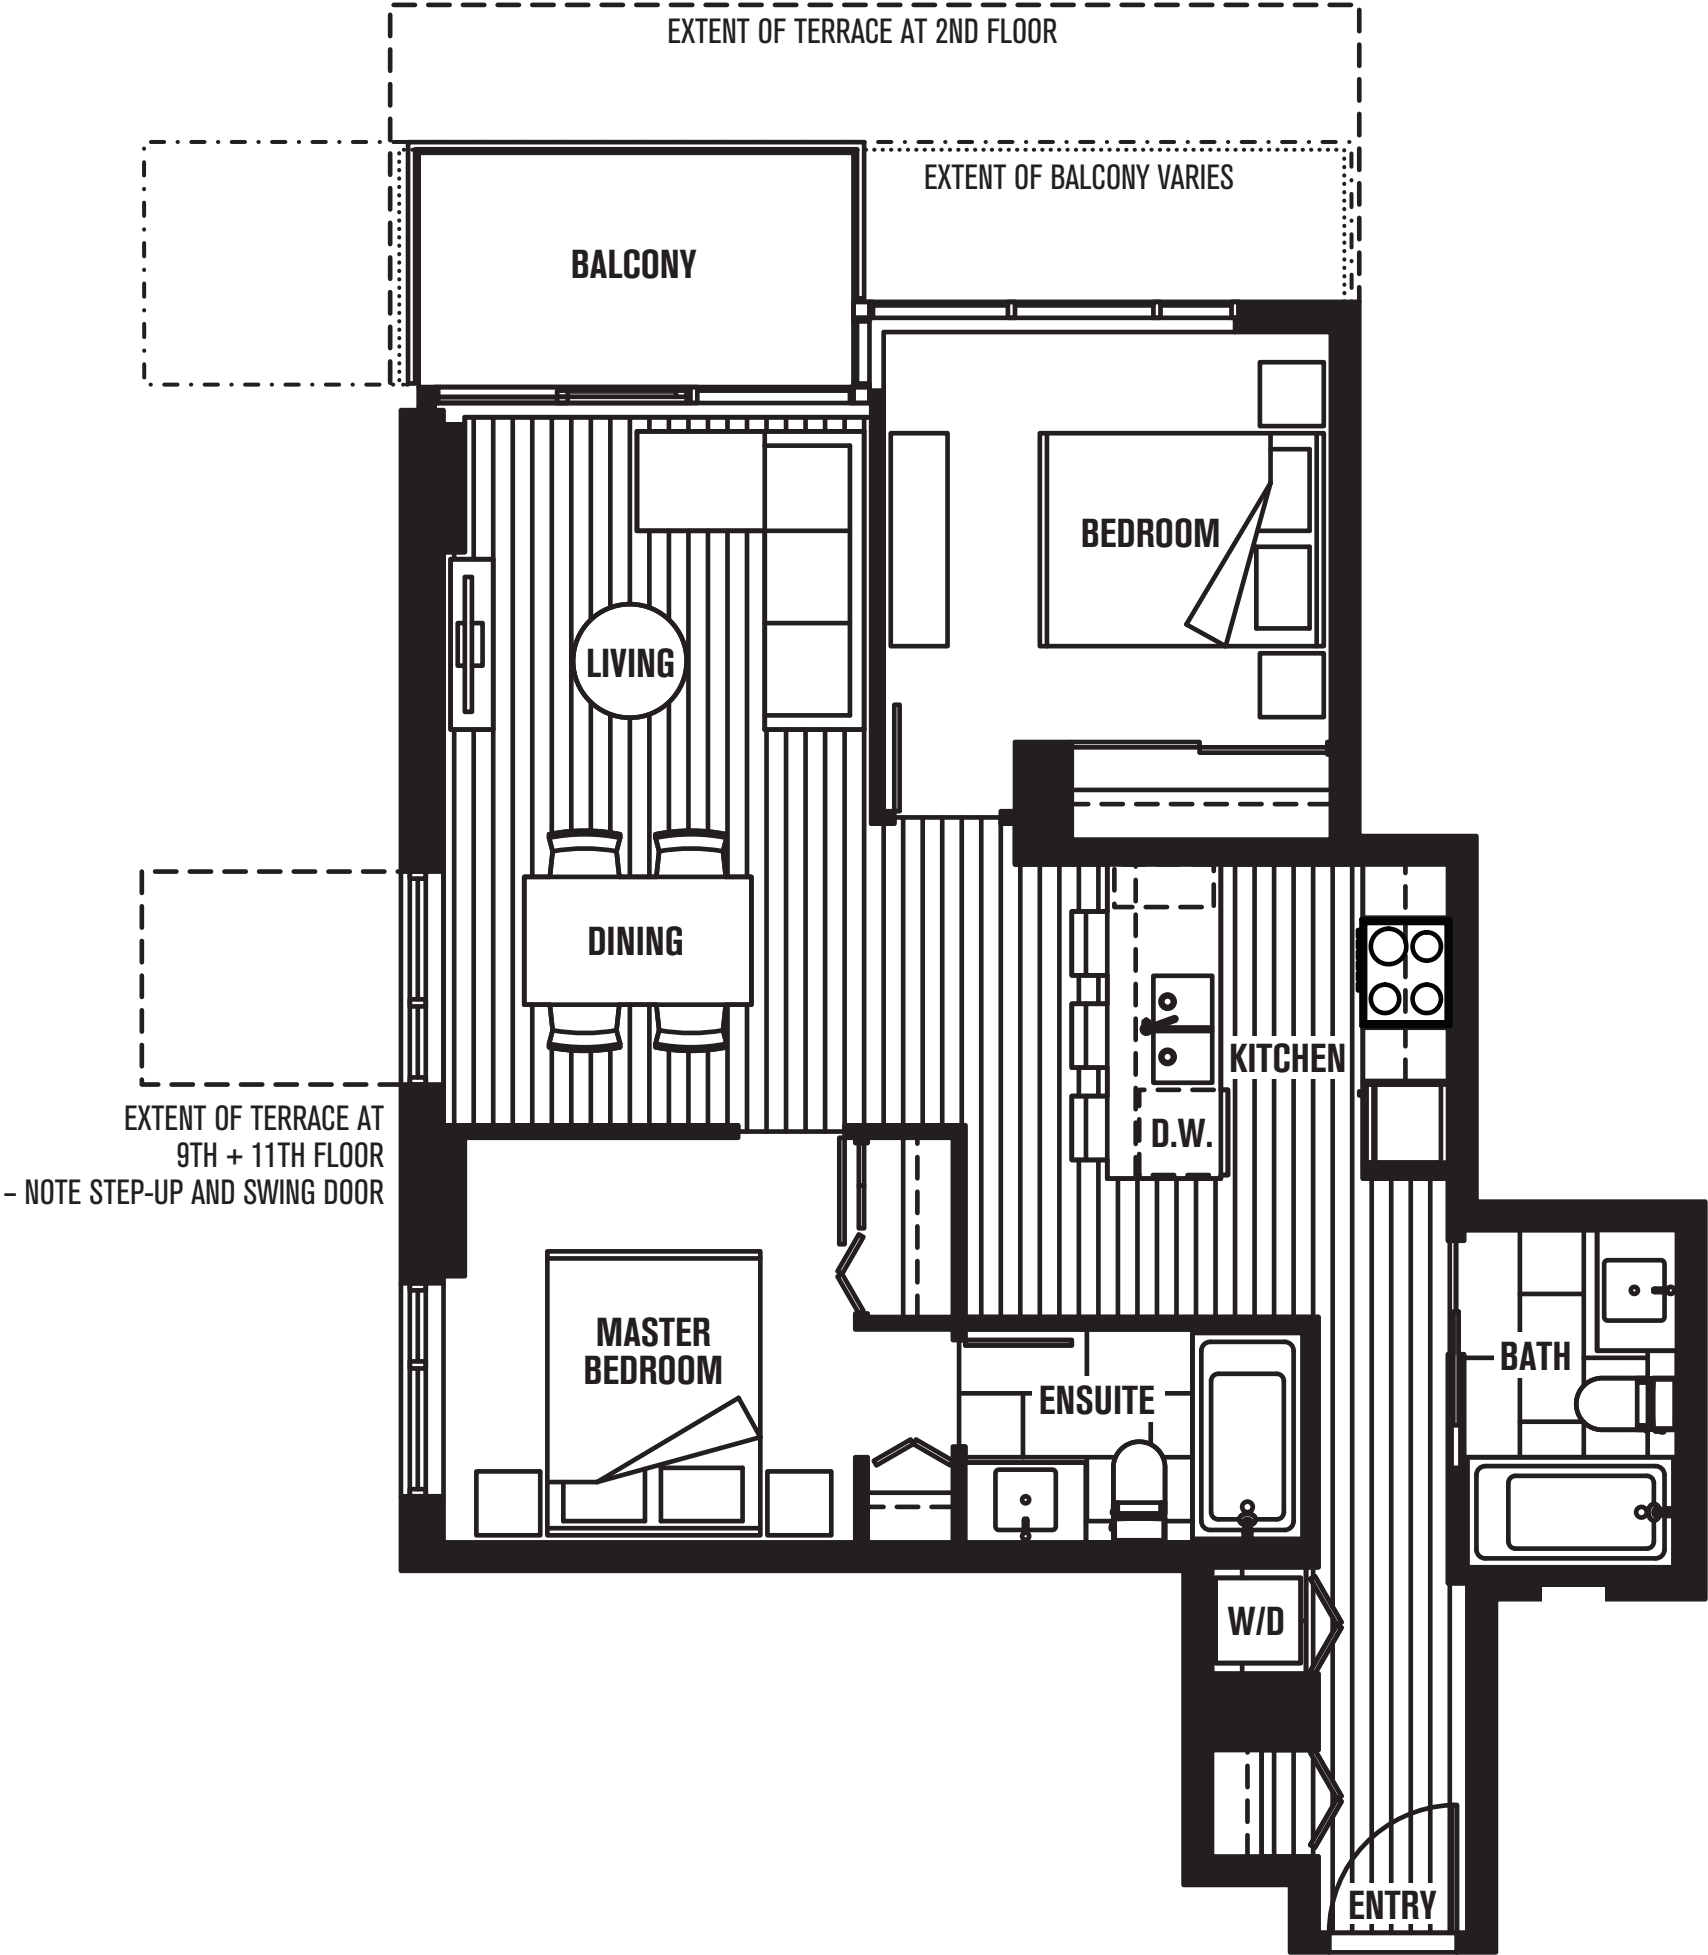 EXTENT OF TERRACE AT 2ND FLOOR
EXTENT OF BALCONY VARIES
BALCONY
BEDROOM
LIVING
DINING
KITCHEN
D.W.
EXTENT OF TERRACE AT
9TH + 11TH FLOOR
– NOTE STEP-UP AND SWING DOOR
MASTER
BEDROOM
ENSUITE
BATH
W/D
ENTRY